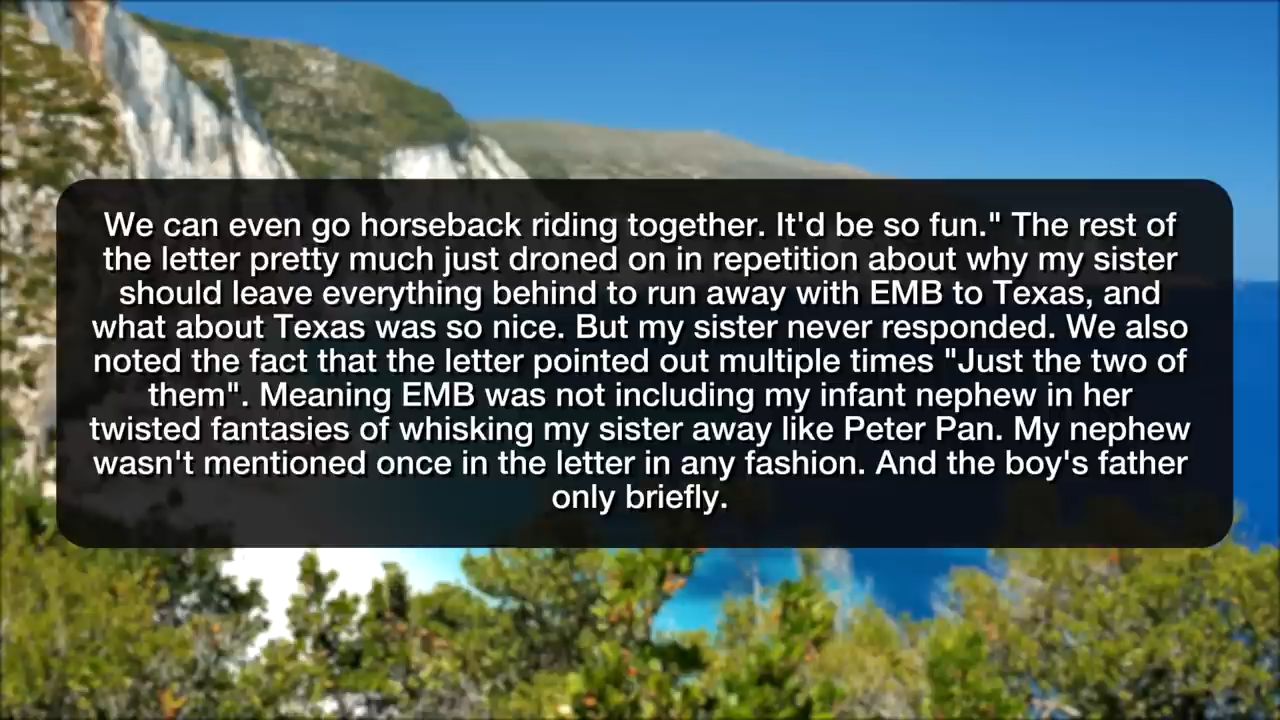 We can even go horseback riding together. It'd be so fun." The rest of
the letter pretty much just droned on in repetition about why my sister
should leave everything behind to run away with EMB to Texas, and
what about Texas was so nice. But my sister never responded. We also
noted the fact that the letter pointed out multiple times "Just the two of
them". Meaning EMB was not including my infant nephew in her
twisted fantasies of whisking my sister away like Peter Pan. My nephew
wasn't mentioned once in the letter in any fashion. And the boy's father
only briefly.